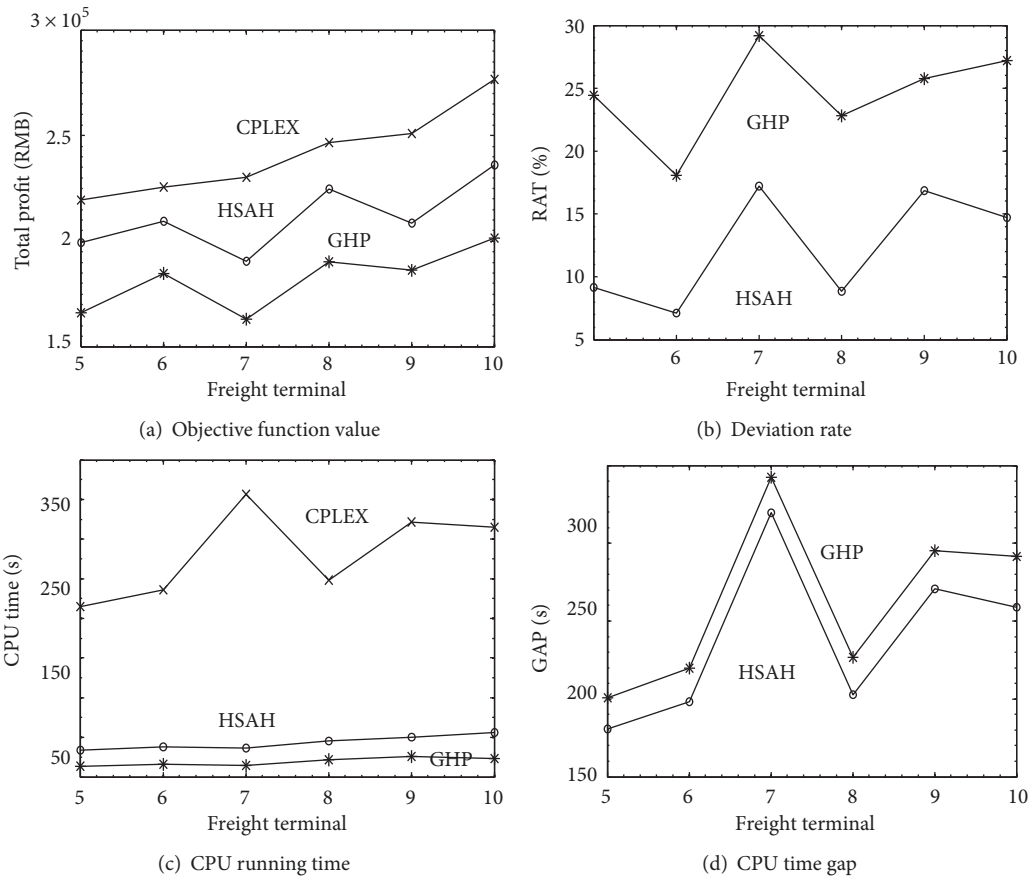 3 × 10⁵
2.5
2
1.5
Total profit (RMB)
CPLEX
HSAH
GHP
5 6 7 8 9 10
Freight terminal
(a) Objective function value
30
25
20
15
10
5
RAT (%)
GHP
HSAH
6 7 8 9 10
Freight terminal
(b) Deviation rate
350
250
150
50
CPU time (s)
CPLEX
HSAH
GHP
5 6 7 8 9 10
Freight terminal
(c) CPU running time
300
250
200
150
GAP (s)
GHP
HSAH
5 6 7 8 9 10
Freight terminal
(d) CPU time gap